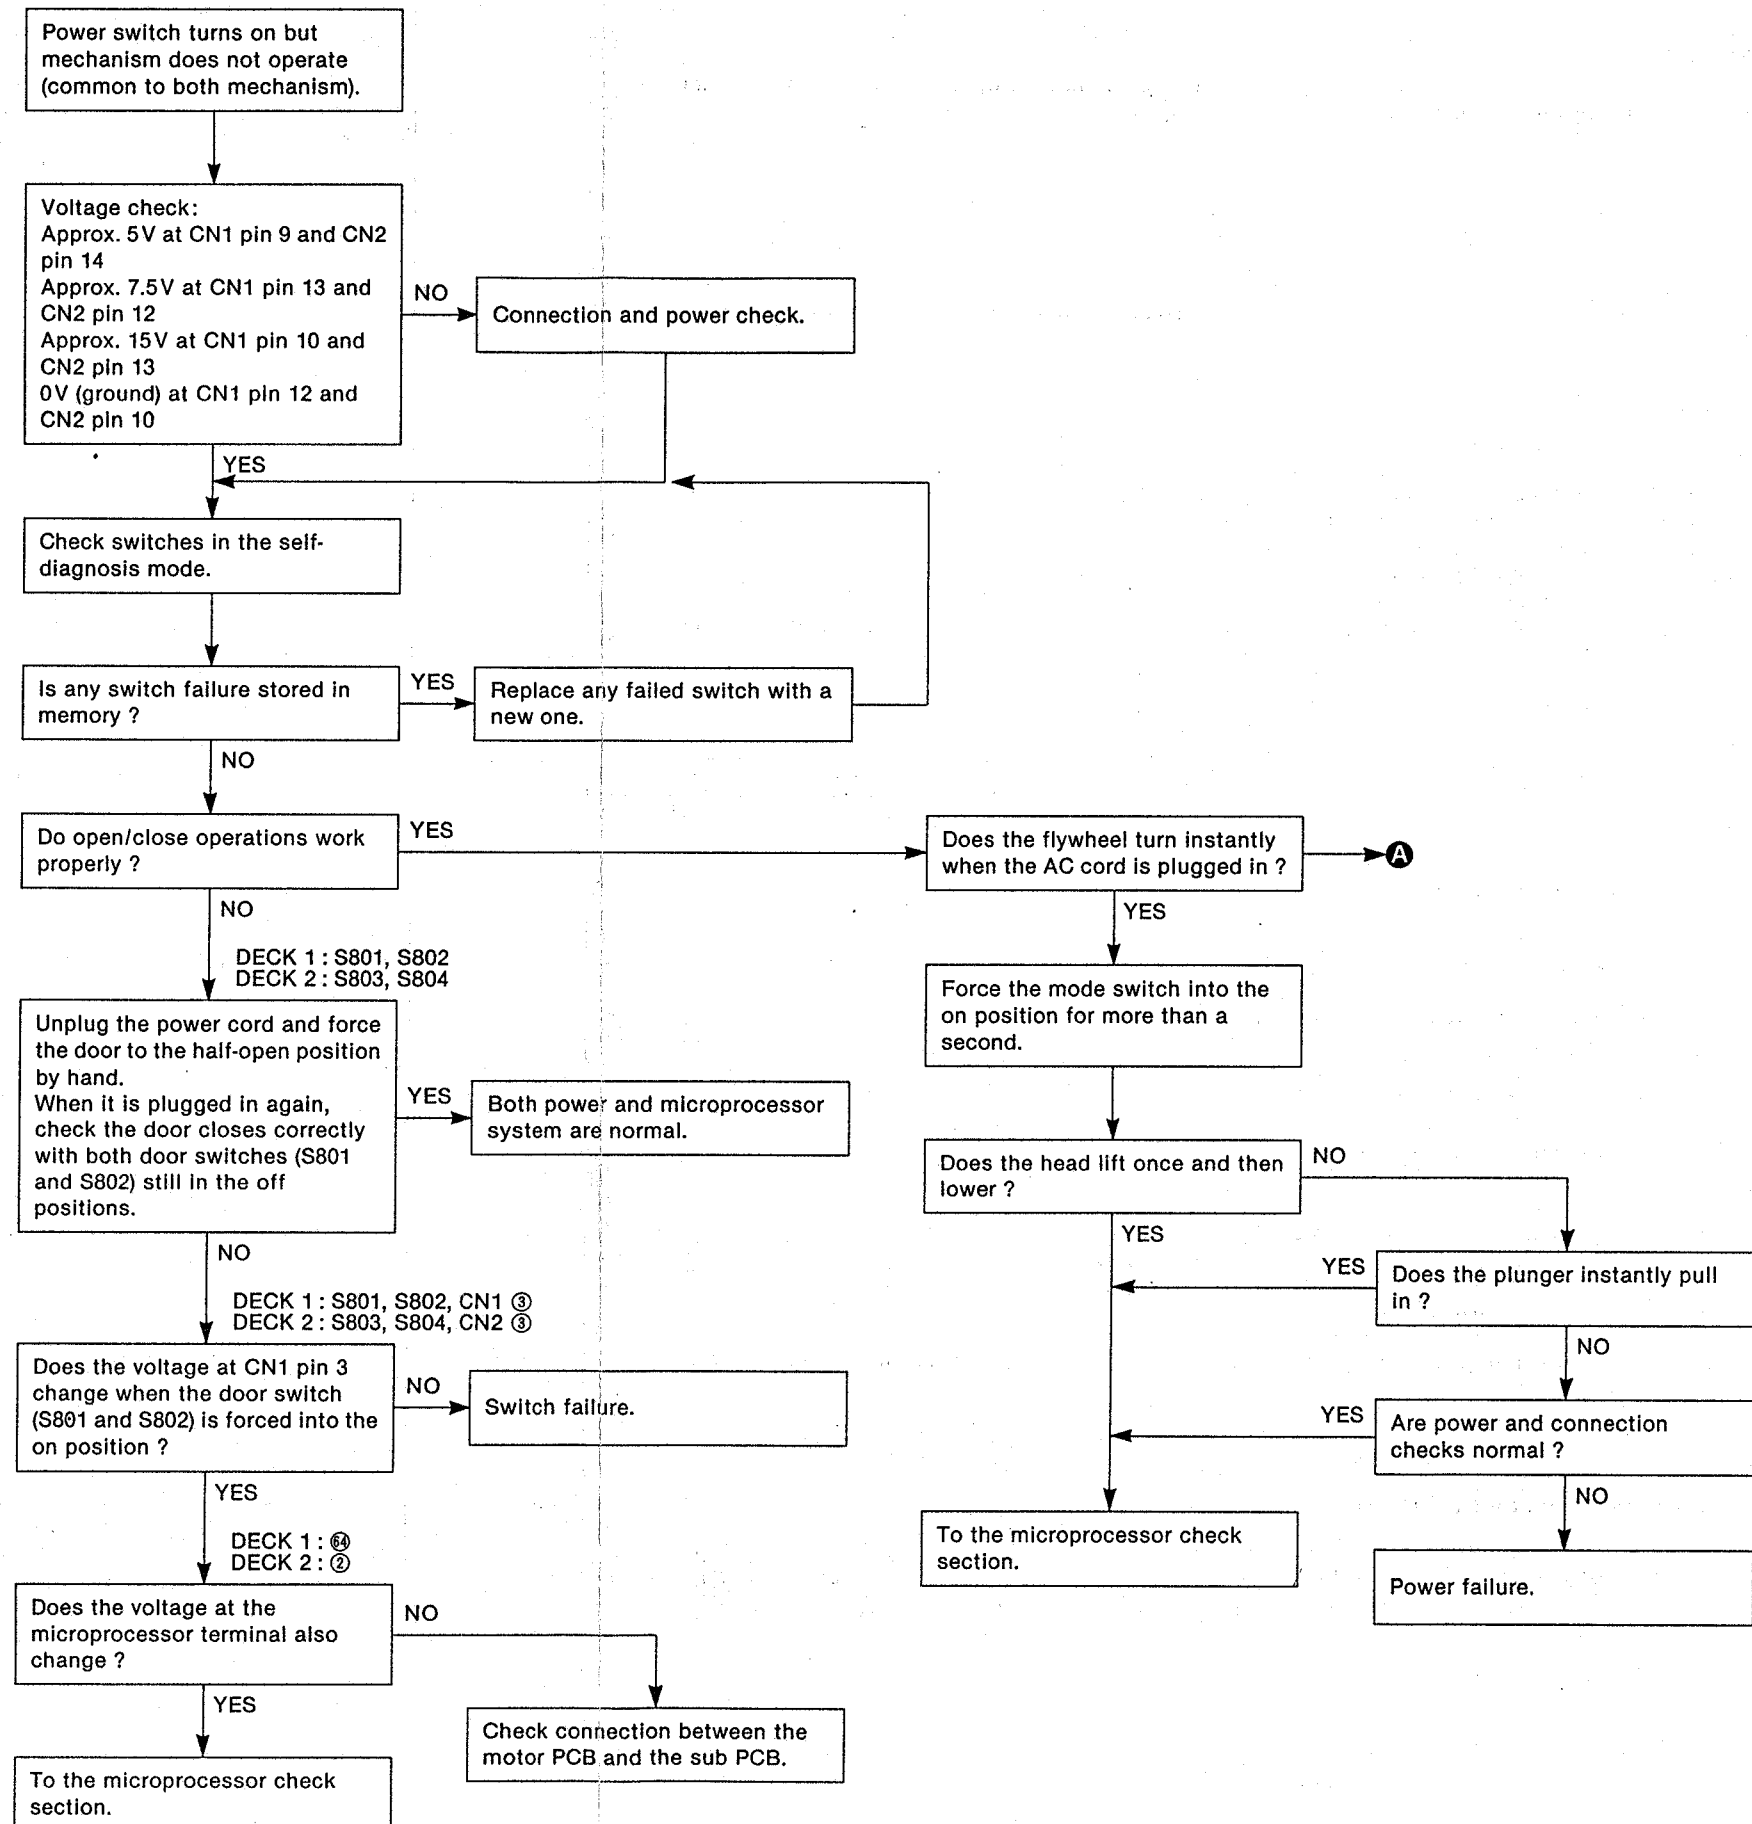 Power switch turns on but
mechanism does not operate
(common to both mechanism).
Voltage check:
Approx. 5V at CN1 pin 9 and CN2
pin 14
Approx. 7.5V at CN1 pin 13 and
CN2 pin 12
Approx. 15V at CN1 pin 10 and
CN2 pin 13
0V (ground) at CN1 pin 12 and
CN2 pin 10
NO
Connection and power check.
YES
Check switches in the self-
diagnosis mode.
Is any switch failure stored in
memory ?
YES
Replace any failed switch with a
new one.
NO
Do open/close operations work
properly ?
YES
Does the flywheel turn instantly
when the AC cord is plugged in ?
A
NO
YES
DECK 1 : S801, S802
DECK 2 : S803, S804
Unplug the power cord and force
the door to the half-open position
by hand.
When it is plugged in again,
check the door closes correctly
with both door switches (S801
and S802) still in the off
positions.
YES
Both power and microprocessor
system are normal.
Force the mode switch into the
on position for more than a
second.
Does the head lift once and then
lower ?
NO
YES
Does the plunger instantly pull
in ?
YES
NO
Are power and connection
checks normal ?
YES
NO
To the microprocessor check
section.
Power failure.
NO
DECK 1 : S801, S802, CN1 ③
DECK 2 : S803, S804, CN2 ③
Does the voltage at CN1 pin 3
change when the door switch
(S801 and S802) is forced into the
on position ?
NO
Switch failure.
YES
DECK 1 : 64
DECK 2 : ②
Does the voltage at the
microprocessor terminal also
change ?
NO
YES
Check connection between the
motor PCB and the sub PCB.
To the microprocessor check
section.